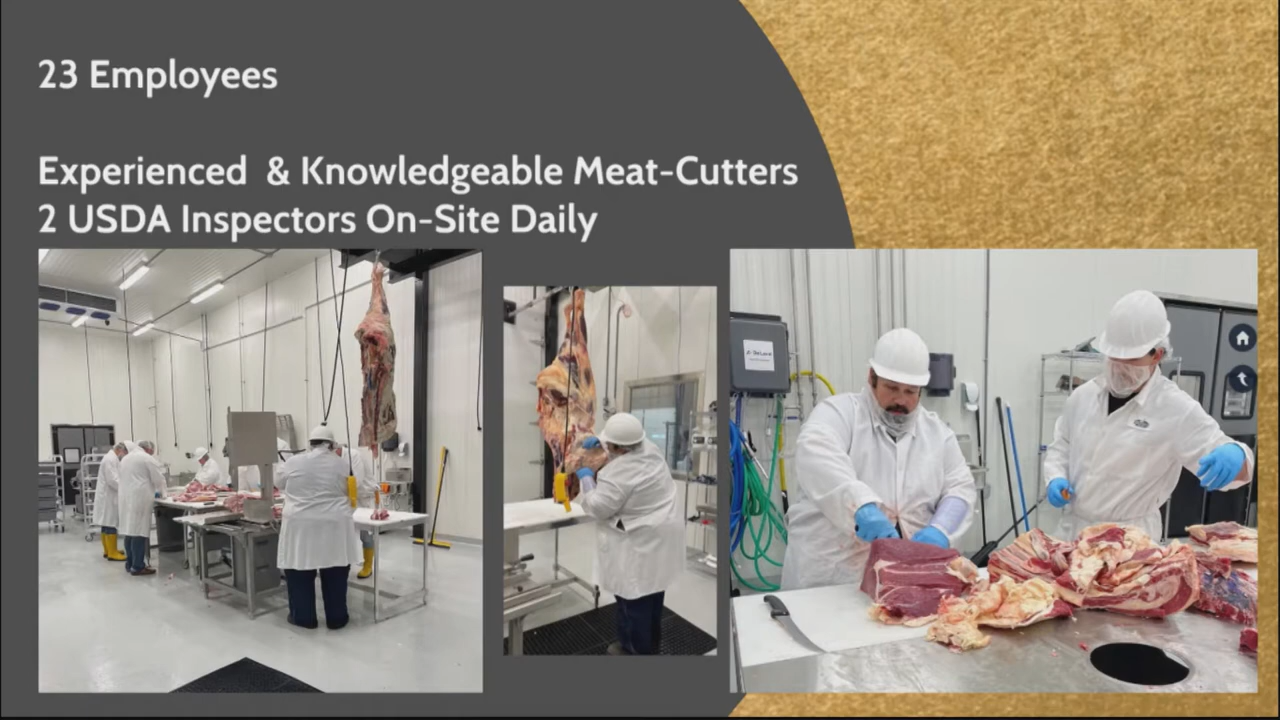 23 Employees
Experienced & Knowledgeable Meat-Cutters
2 USDA Inspectors On-Site Daily